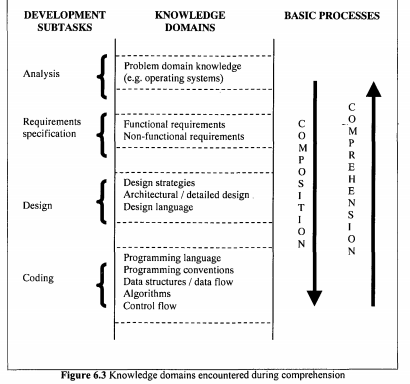 DEVELOPMENT
SUBTASKS
KNOWLEDGE
DOMAINS
BASIC PROCESSES
Analysis
Problem domain knowledge
(e.g. operating systems)
Requirements
specification
Functional requirements
Non-functional requirements
Design
Design strategies
Architectural / detailed design
Design language
Coding
Programming language
Programming conventions
Data structures / data flow
Algorithms
Control flow
COMPOSITION
COMPREHENSION
Figure 6.3 Knowledge domains encountered during comprehension